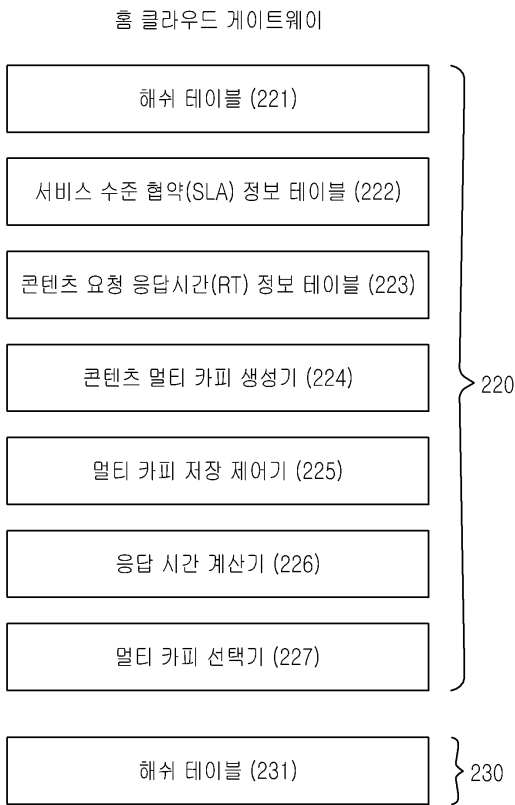 홈 클라우드 게이트웨이
해쉬 테이블 (221)
서비스 수준 협약(SLA) 정보 테이블 (222)
콘텐츠 요청 응답시간(RT) 정보 테이블 (223)
콘텐츠 멀티 카피 생성기 (224)
220
멀티 카피 저장 제어기 (225)
응답 시간 계산기 (226)
멀티 카피 선택기 (227)
해쉬 테이블 (231)
230